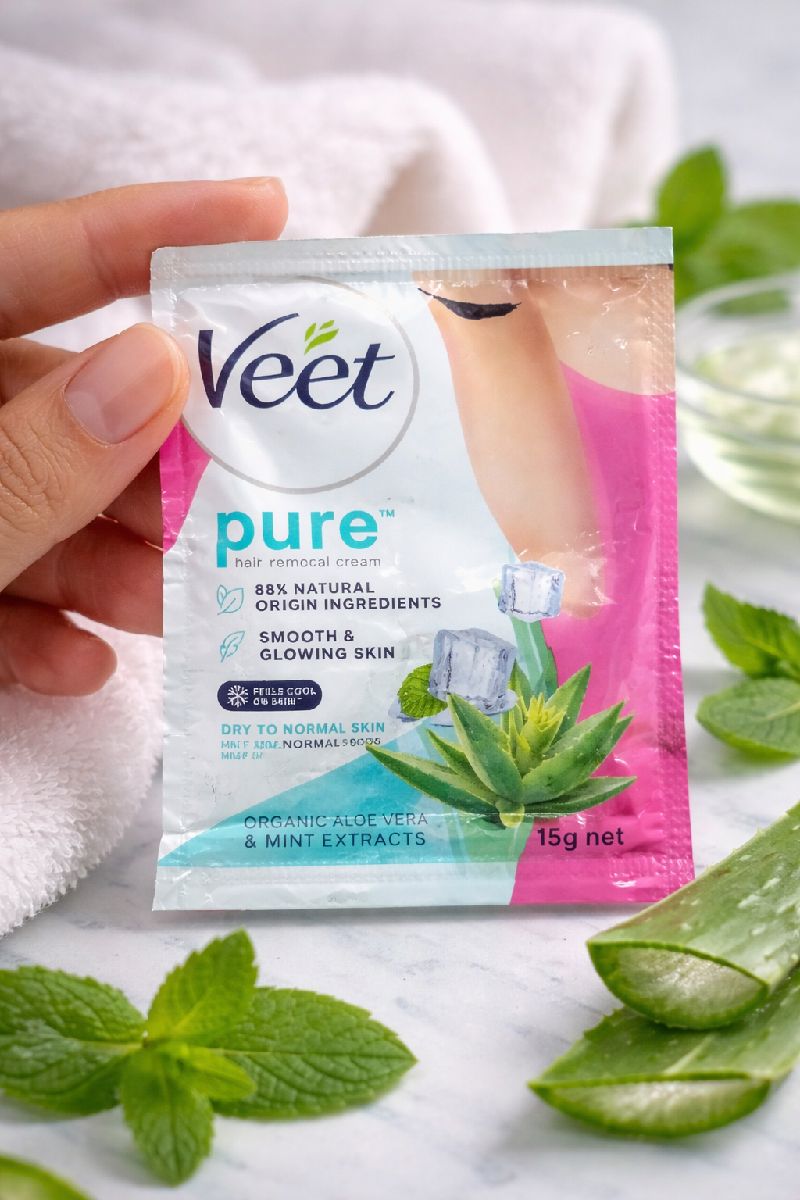 Veet
pure™
hair remocal cream
88% NATURAL
ORIGIN INGREDIENTS
SMOOTH &
GLOWING SKIN
DRY TO NORMAL SKIN
NORMAL
ORGANIC ALOE VERA
& MINT EXTRACTS
15g net